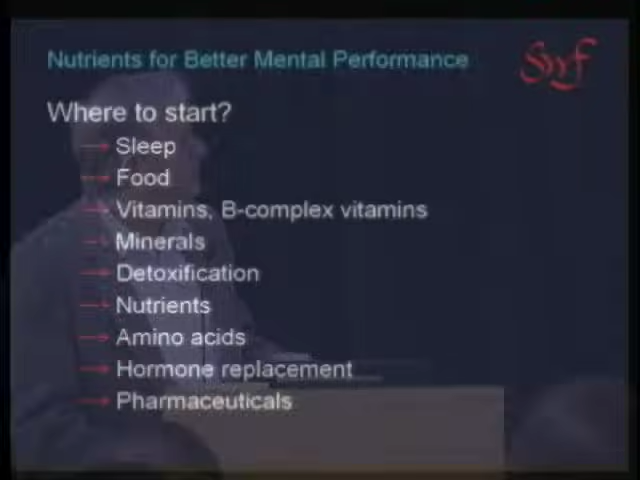 Nutrients for Better Mental Performance
Where to start?
→ Sleep
→ Food
→ Vitamins, B-complex vitamins
→ Minerals
→ Detoxification
→ Nutrients
→ Amino acids
→ Hormone replacement
→ Pharmaceuticals